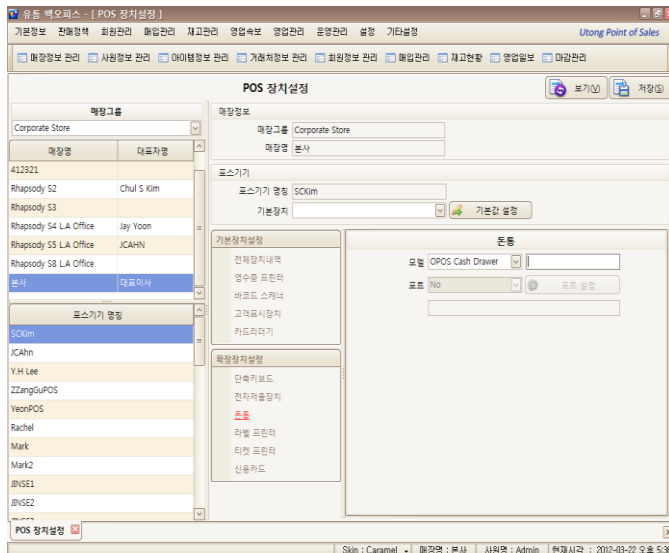 유통 백오피스 - [ POS 장치설정 ]
기본정보 판매정책 회원관리 매입관리 재고관리 영업속보 영업관리 운영관리 설정 기타설정 Utong Point of Sales
매장정보 관리 사원정보 관리 아이템정보 관리 거래처정보 관리 회원정보 관리 매입관리 재고현황 영업일보 마감관리
POS 장치설정 보기(V) 저장(S)
매장그룹
Corporate Store
매장명 대표자명
412321
Rhapsody S2 Chul S Kim
Rhapsody S3
Rhapsody S4 L.A Office Jay Yoon
Rhapsody S5 L.A Office JCAHN
Rhapsody S8 L.A Office
본사 대표이사
포스기기 명칭
SCKim
JCAhn
Y.H Lee
ZZangGuPOS
YeonPOS
Rachel
Mark
Mark2
JINSE1
JINSE2
매장정보
매장그룹 Corporate Store
매장명 본사
포스기기
포스기기 명칭 SCKim
기본장치 기본값 설정
기본장치설정
전체장치내역
영수증 프린터
바코드 스캐너
고객표시장치
카드리더기
확장장치설정
단축키보드
전자저울장치
돈통
라벨 프린터
티켓 프린터
신용카드
돈통
모델 OPOS Cash Drawer
포트 No 포트 설정
POS 장치설정
Skin : Caramel 매장명 : 본사 사원명 : Admin 현재시각 : 2012-03-22 오후 5:3